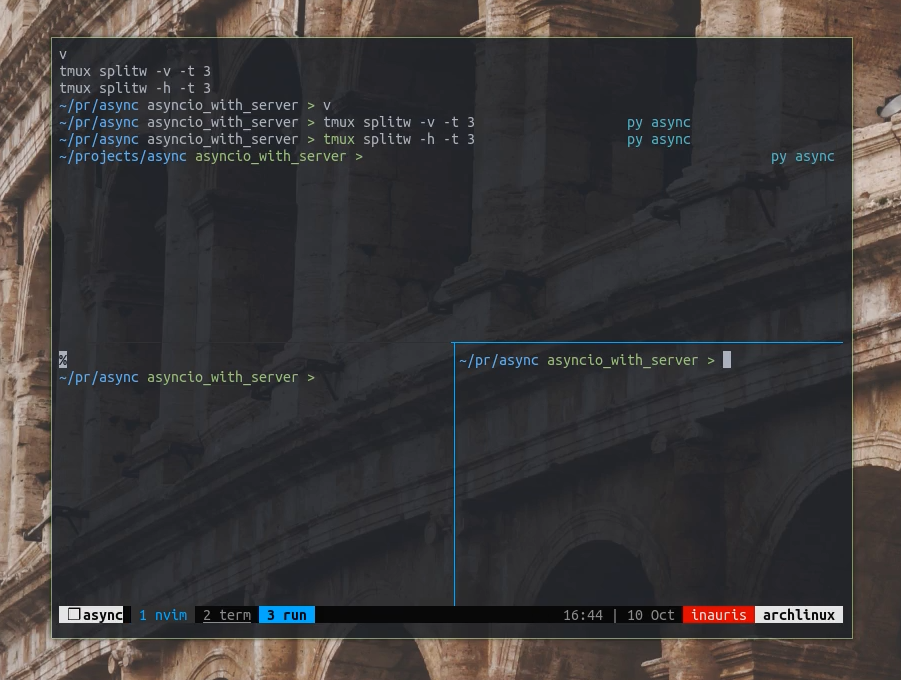 v
tmux splitw -v -t 3
tmux splitw -h -t 3
~/pr/async asyncio_with_server > v
~/pr/async asyncio_with_server > tmux splitw -v -t 3 py async
~/pr/async asyncio_with_server > tmux splitw -h -t 3 py async
~/projects/async asyncio_with_server > py async
%
~/pr/async asyncio_with_server >
~/pr/async asyncio_with_server >
❐ async 1 nvim 2 term 3 run 16:44 | 10 Oct inauris archlinux